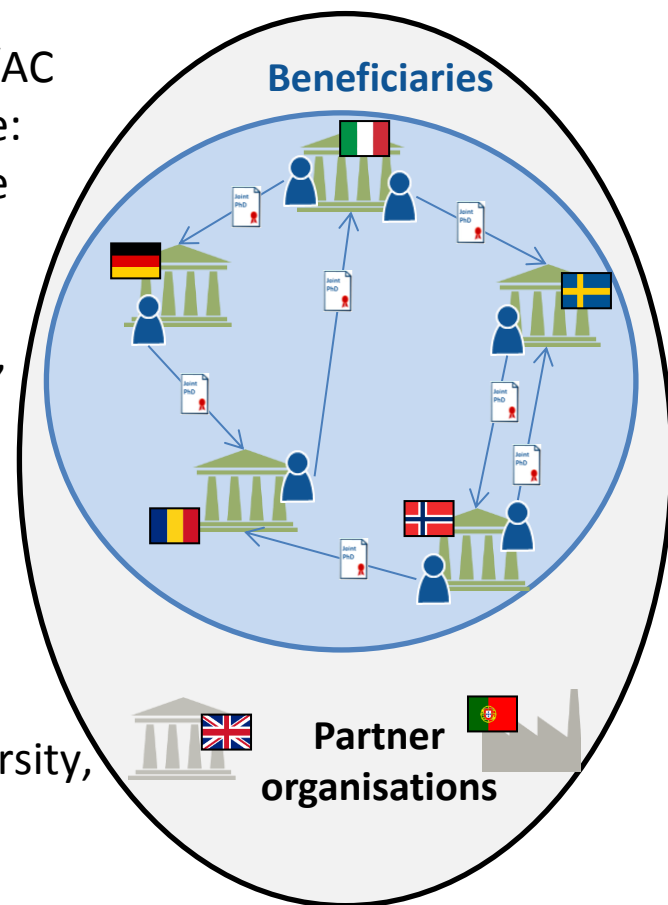 /AC
Beneficiaries
e:
e
Joint
PhD
Joint
PhD
Joint
PhD
,
Joint
PhD
Joint
PhD
Joint
PhD
Joint
PhD
Partner
rsity,
organisations